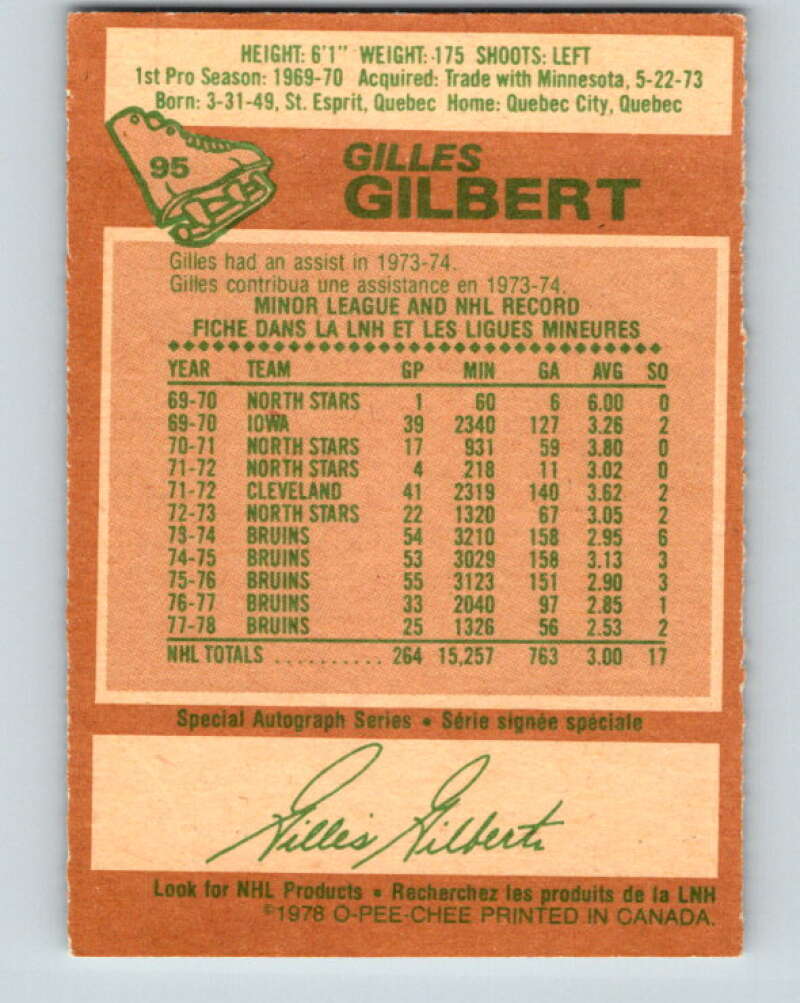 HEIGHT: 6'1" WEIGHT: 175 SHOOTS: LEFT
1st Pro Season: 1969-70 Acquired: Trade with Minnesota, 5-22-73
Born: 3-31-49, St. Esprit, Quebec Home: Quebec City, Quebec
95
GILLES
GILBERT
Gilles had an assist in 1973-74.
Gilles contribua une assistance en 1973-74.
MINOR LEAGUE AND NHL RECORD
FICHE DANS LA LNH ET LES LIGUES MINEURES
YEAR TEAM GP MIN GA AVG SO
69-70 NORTH STARS 1 60 6 6.00 0
69-70 IOWA 39 2340 127 3.26 2
70-71 NORTH STARS 17 931 59 3.80 0
71-72 NORTH STARS 4 218 11 3.02 0
71-72 CLEVELAND 41 2319 140 3.62 2
72-73 NORTH STARS 22 1320 67 3.05 2
73-74 BRUINS 54 3210 158 2.95 6
74-75 BRUINS 53 3029 158 3.13 3
75-76 BRUINS 55 3123 151 2.90 3
76-77 BRUINS 33 2040 97 2.85 1
77-78 BRUINS 25 1326 56 2.53 2
NHL TOTALS .......... 264 15,257 763 3.00 17
Special Autograph Series • Série signée spéciale
Gilles Gilbert
Look for NHL Products • Recherchez les produits de la LNH
©1978 O-PEE-CHEE PRINTED IN CANADA.